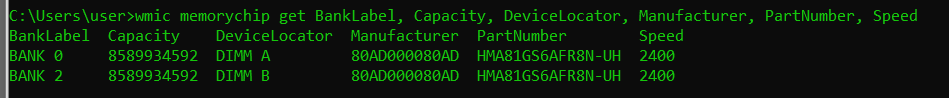 C:\Users\user>wmic memorychip get BankLabel, Capacity, DeviceLocator, Manufacturer, PartNumber, Speed
BankLabel  Capacity    DeviceLocator  Manufacturer  PartNumber        Speed
BANK 0     8589934592  DIMM A         80AD000080AD  HMA81GS6AFR8N-UH  2400
BANK 2     8589934592  DIMM B         80AD000080AD  HMA81GS6AFR8N-UH  2400